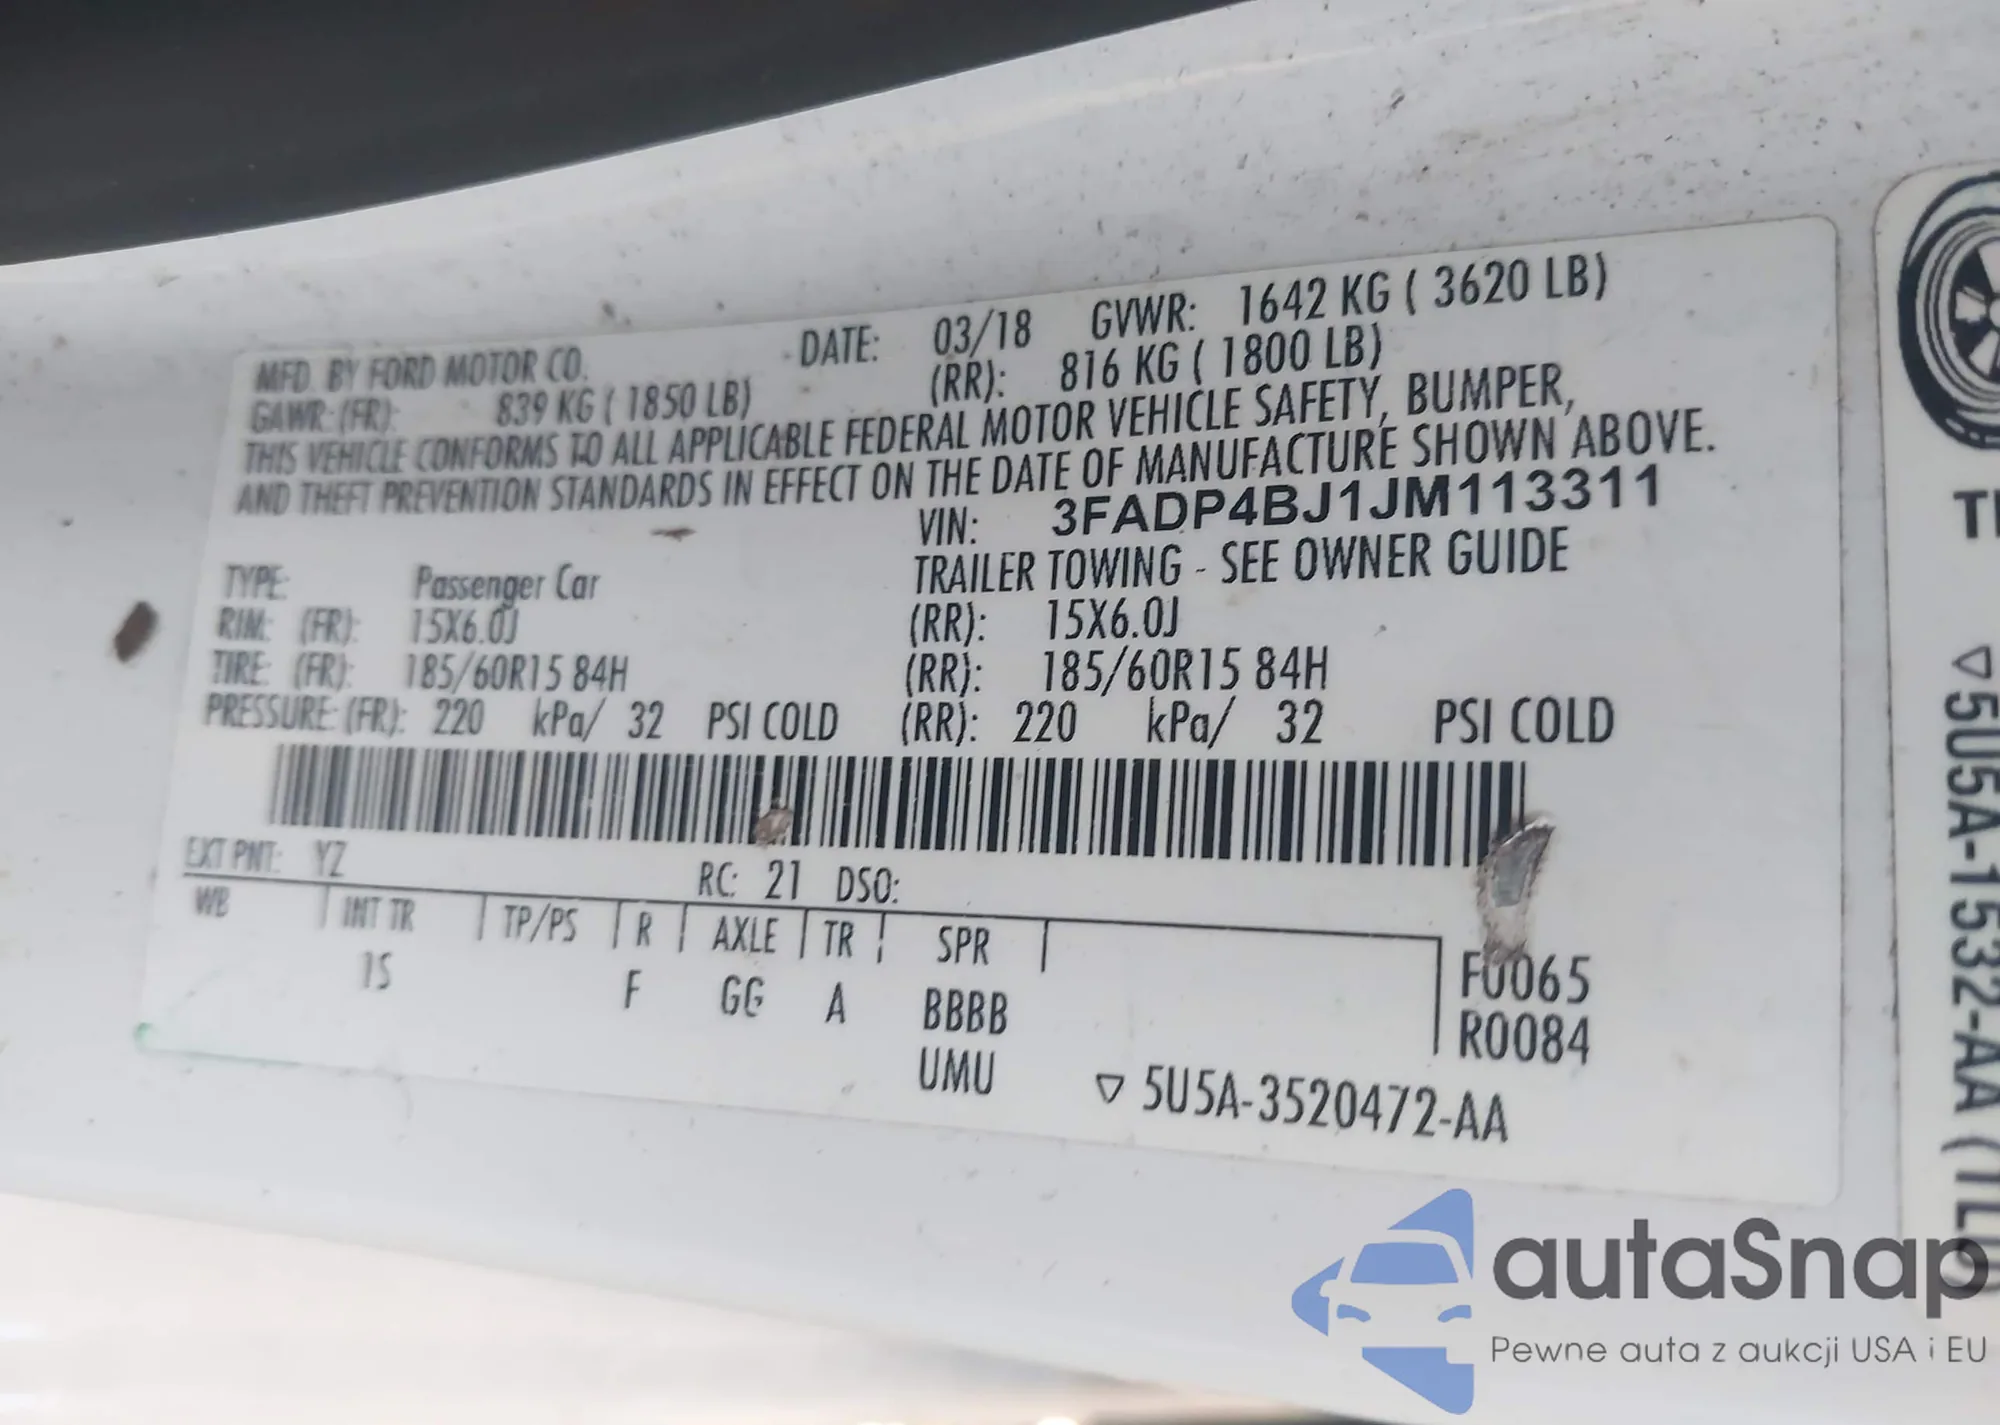 MFD. BY FORD MOTOR CO. DATE: 03/18 GVWR: 1642 KG ( 3620 LB)
GAWR: (FR): 839 KG ( 1850 LB) (RR): 816 KG ( 1800 LB)
THIS VEHICLE CONFORMS TO ALL APPLICABLE FEDERAL MOTOR VEHICLE SAFETY, BUMPER,
AND THEFT PREVENTION STANDARDS IN EFFECT ON THE DATE OF MANUFACTURE SHOWN ABOVE.
VIN: 3FADP4BJ1JM113311
TYPE: Passenger Car TRAILER TOWING - SEE OWNER GUIDE
RIM: (FR): 15X6.0J (RR): 15X6.0J
TIRE: (FR): 185/60R15 84H (RR): 185/60R15 84H
PRESSURE: (FR): 220 kPa/ 32 PSI COLD (RR): 220 kPa/ 32 PSI COLD
EXT PNT: YZ RC: 21 DSO:
WB INT TR TP/PS R AXLE TR SPR
1S F GG A BBBB
UMU
F0065
R0084
▽ 5U5A-3520472-AA
▽5U5A-1532-AA
autaSnap
Pewne auta z aukcji USA i EU